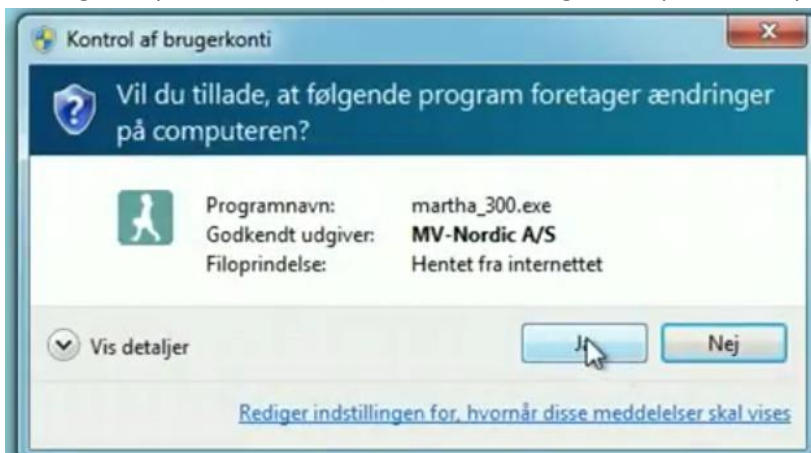 Kontrol af brugerkonti
Vil du tillade, at følgende program foretager ændringer
på computeren?
Programnavn: martha_300.exe
Godkendt udgiver: MV-Nordic A/S
Filoprindelse: Hentet fra internettet
Vis detaljer
Ja Nej
Rediger indstillingen for, hvornår disse meddelelser skal vises